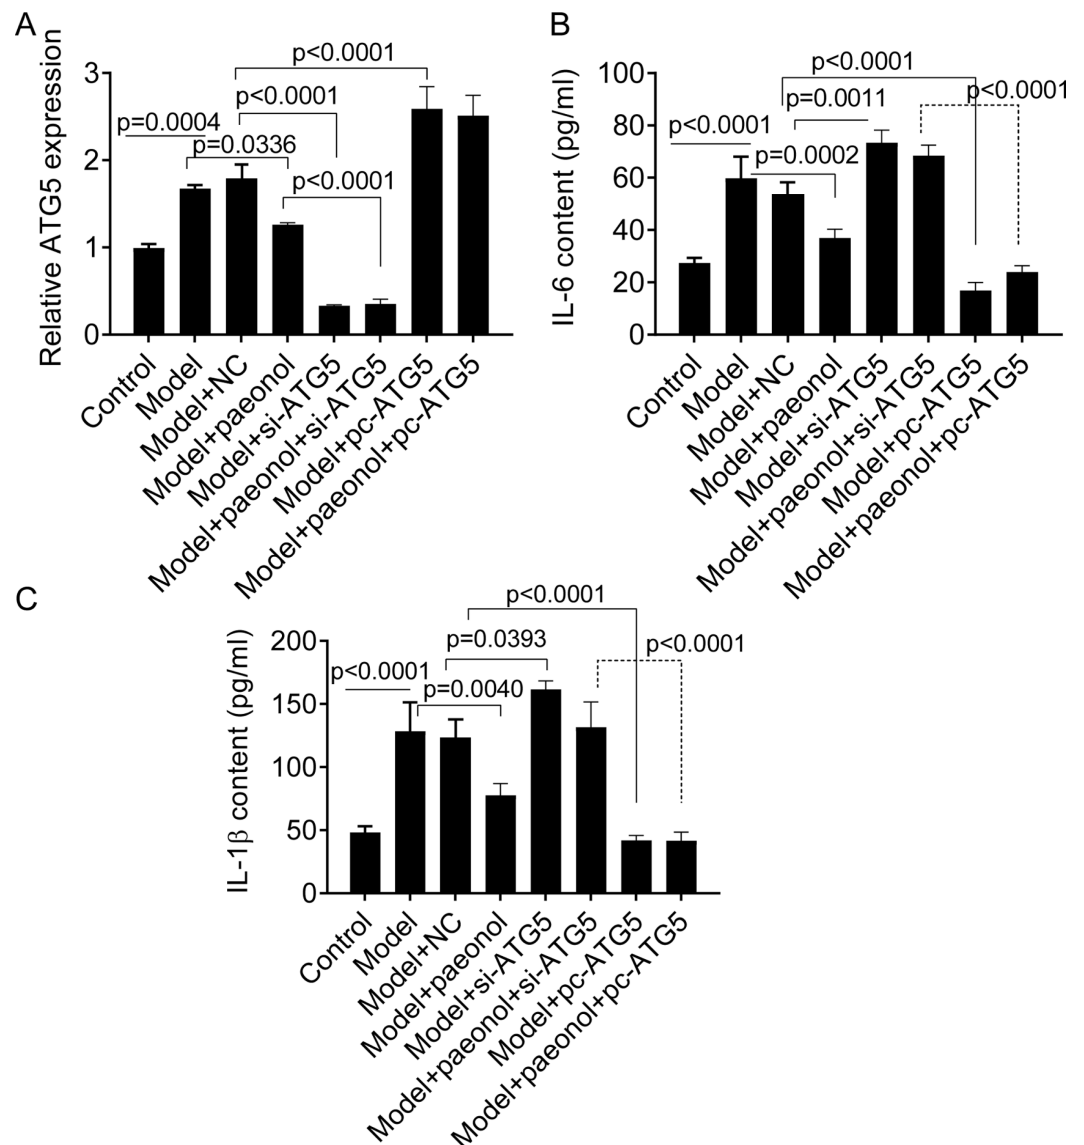 A
Relative ATG5 expression
3
2
1
0
p<0.0001
p<0.0001
p=0.0004
p=0.0336
p<0.0001
Control
Model
Model+NC
Model+paeonol
Model+si-ATG5
Model+paeonol+si-ATG5
Model+pc-ATG5
Model+paeonol+pc-ATG5
B
IL-6 content (pg/ml)
100
80
60
40
20
0
p<0.0001
p<0.0001
p=0.0011
p<0.0001
p=0.0002
Control
Model
Model+NC
Model+paeonol
Model+si-ATG5
Model+paeonol+si-ATG5
Model+pc-ATG5
Model+paeonol+pc-ATG5
C
IL-1β content (pg/ml)
200
150
100
50
0
p<0.0001
p=0.0393
p<0.0001
p<0.0001
p=0.0040
Control
Model
Model+NC
Model+paeonol
Model+si-ATG5
Model+paeonol+si-ATG5
Model+pc-ATG5
Model+paeonol+pc-ATG5